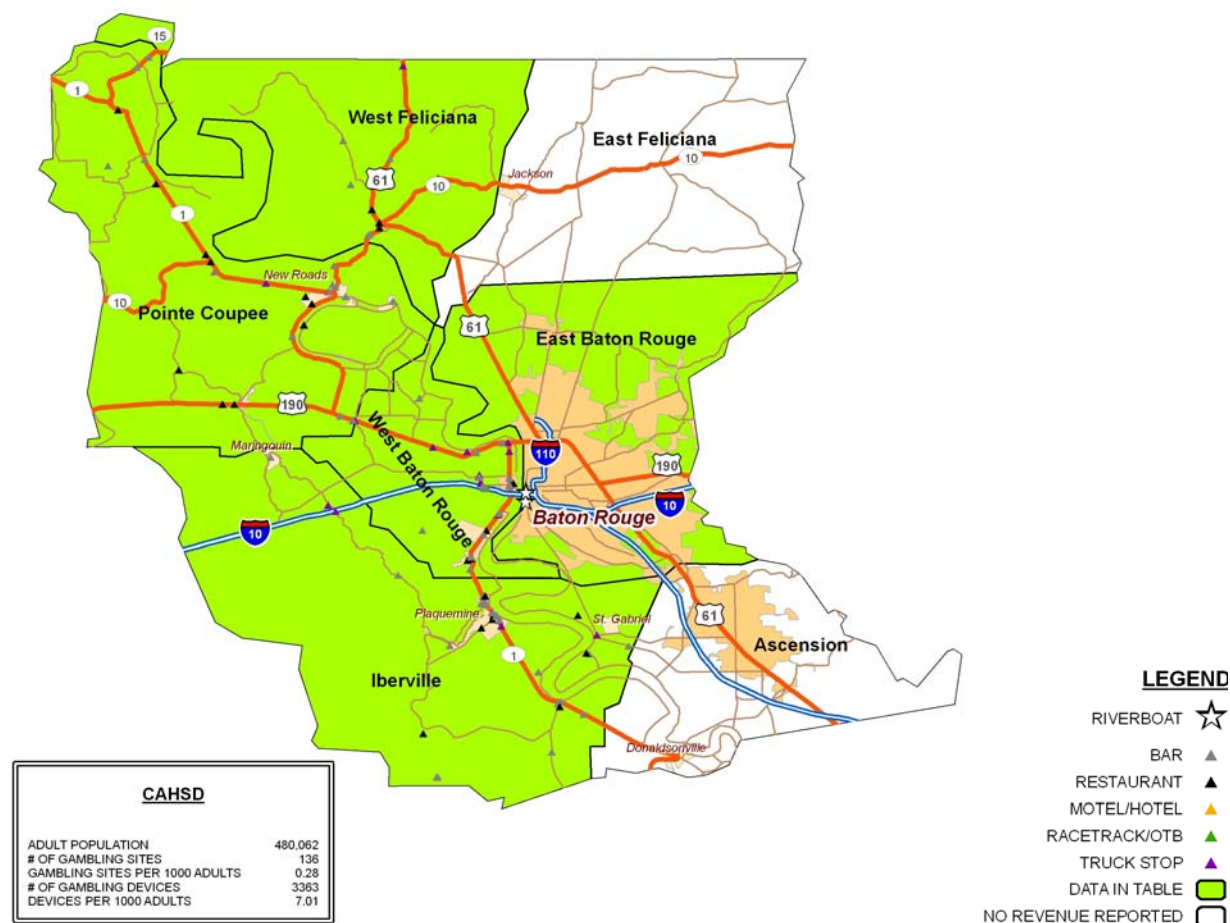 15
1
West Feliciana
East Feliciana
10
61
10
Jackson
1
New Roads
10
Pointe Coupee
61
East Baton Rouge
190
West Baton Rouge
Maringouin
110
190
10
10
Baton Rouge
Plaquemine
St. Gabriel
61
Ascension
1
Iberville
Donaldsonville
CAHSD
ADULT POPULATION 480,062
# OF GAMBLING SITES 136
GAMBLING SITES PER 1000 ADULTS 0.28
# OF GAMBLING DEVICES 3363
DEVICES PER 1000 ADULTS 7.01
LEGEND
RIVERBOAT
BAR
RESTAURANT
MOTEL/HOTEL
RACETRACK/OTB
TRUCK STOP
DATA IN TABLE
NO REVENUE REPORTED